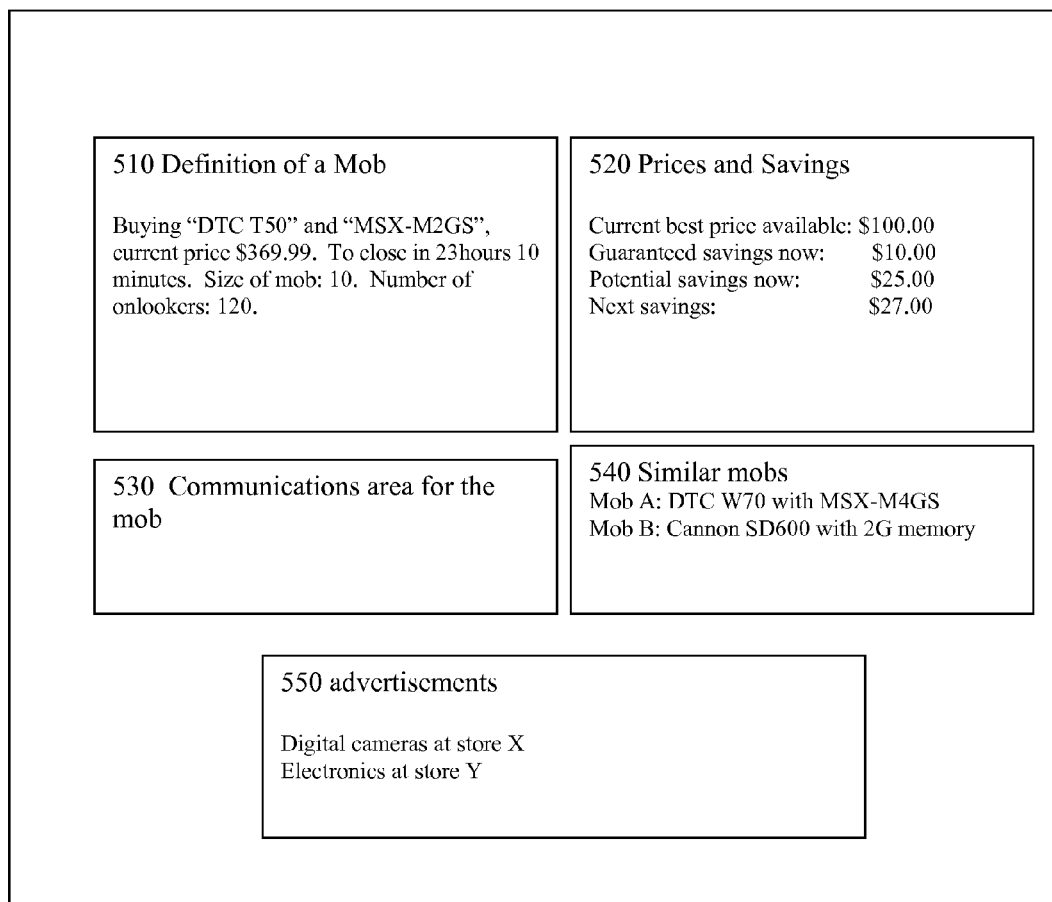 510 Definition of a Mob
Buying “DTC T50” and “MSX-M2GS”,
current price $369.99. To close in 23hours 10
minutes. Size of mob: 10. Number of
onlookers: 120.
520 Prices and Savings
Current best price available: $100.00
Guaranteed savings now: $10.00
Potential savings now: $25.00
Next savings: $27.00
530 Communications area for the
mob
540 Similar mobs
Mob A: DTC W70 with MSX-M4GS
Mob B: Cannon SD600 with 2G memory
550 advertisements
Digital cameras at store X
Electronics at store Y